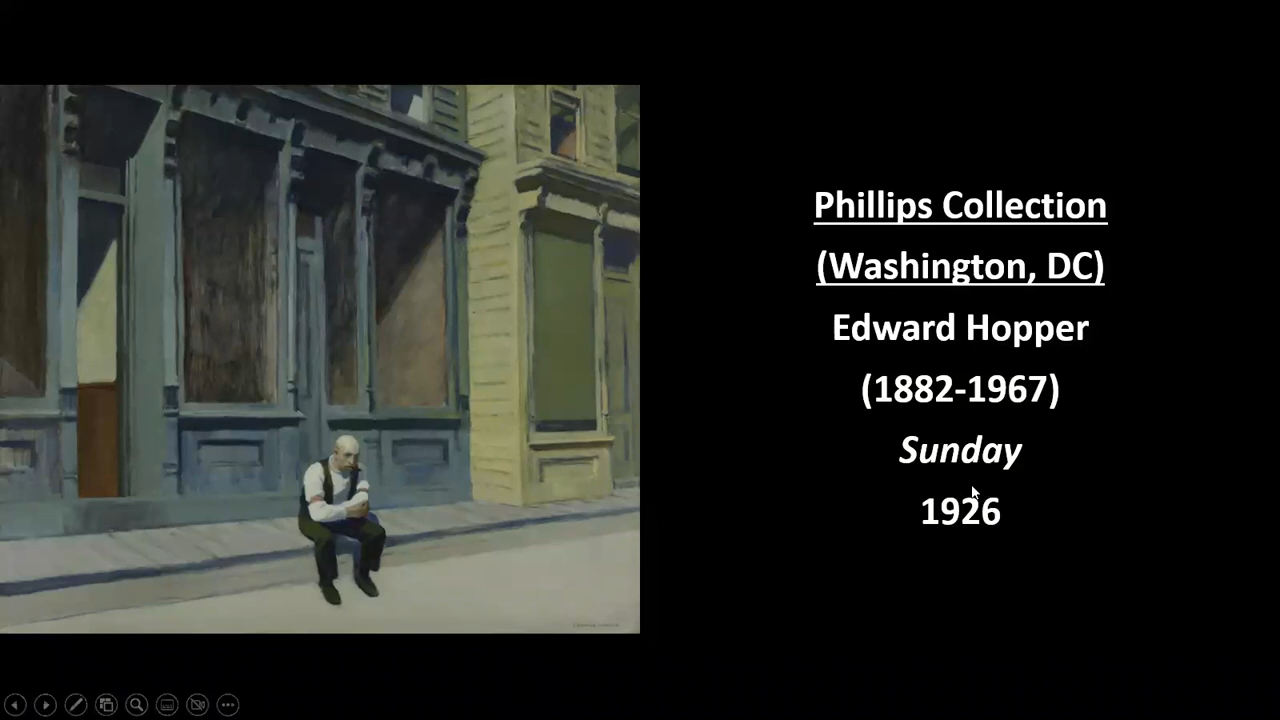 Phillips Collection
(Washington, DC)
Edward Hopper
(1882-1967)
Sunday
1926